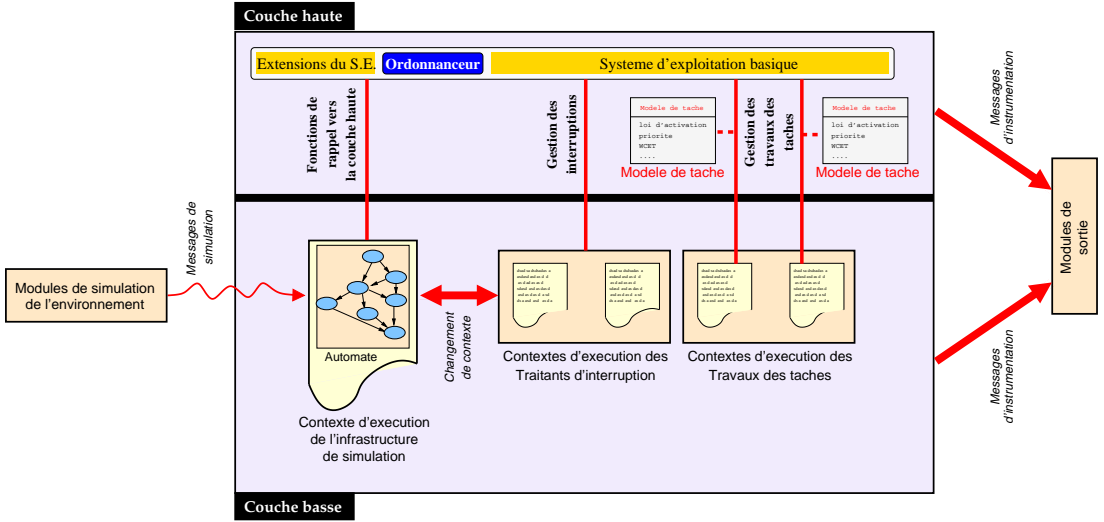 Couche haute
Extensions du S.E.
Ordonnanceur
Systeme d'exploitation basique
Fonctions de
rappel vers
la couche haute
Gestion des
interruptions
Modele de tache
loi d'activation
priorite
WCET
....
Modele de tache
Gestion des
travaux des
taches
Modele de tache
loi d'activation
priorite
WCET
....
Modele de tache
Messages
d'instrumentation
Modules de
sortie
Messages de
simulation
Modules de simulation
de l'environnement
Automate
Changement
de contexte
Contexte d'execution
de l'infrastructure
de simulation
Contextes d'execution des
Traitants d'interruption
Contextes d'execution des
Travaux des taches
Messages
d'instrumentation
Couche basse